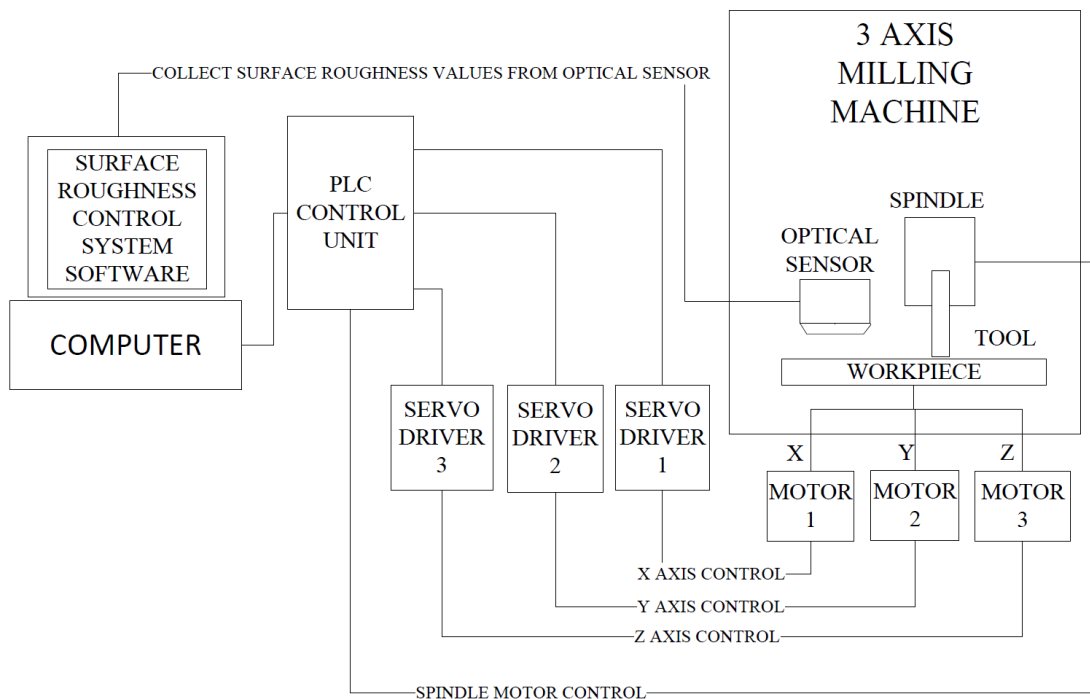 3 AXIS
MILLING
MACHINE
COLLECT SURFACE ROUGHNESS VALUES FROM OPTICAL SENSOR
SURFACE
ROUGHNESS
CONTROL
SYSTEM
SOFTWARE
COMPUTER
PLC
CONTROL
UNIT
SPINDLE
OPTICAL
SENSOR
TOOL
WORKPIECE
SERVO
DRIVER
3
SERVO
DRIVER
2
SERVO
DRIVER
1
X
Y
Z
MOTOR
1
MOTOR
2
MOTOR
3
X AXIS CONTROL
Y AXIS CONTROL
Z AXIS CONTROL
SPINDLE MOTOR CONTROL